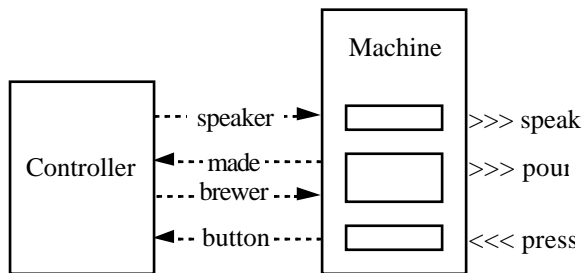 Machine
speaker
>>> speak
Controller
made
>>> pour
brewer
button
<<< press